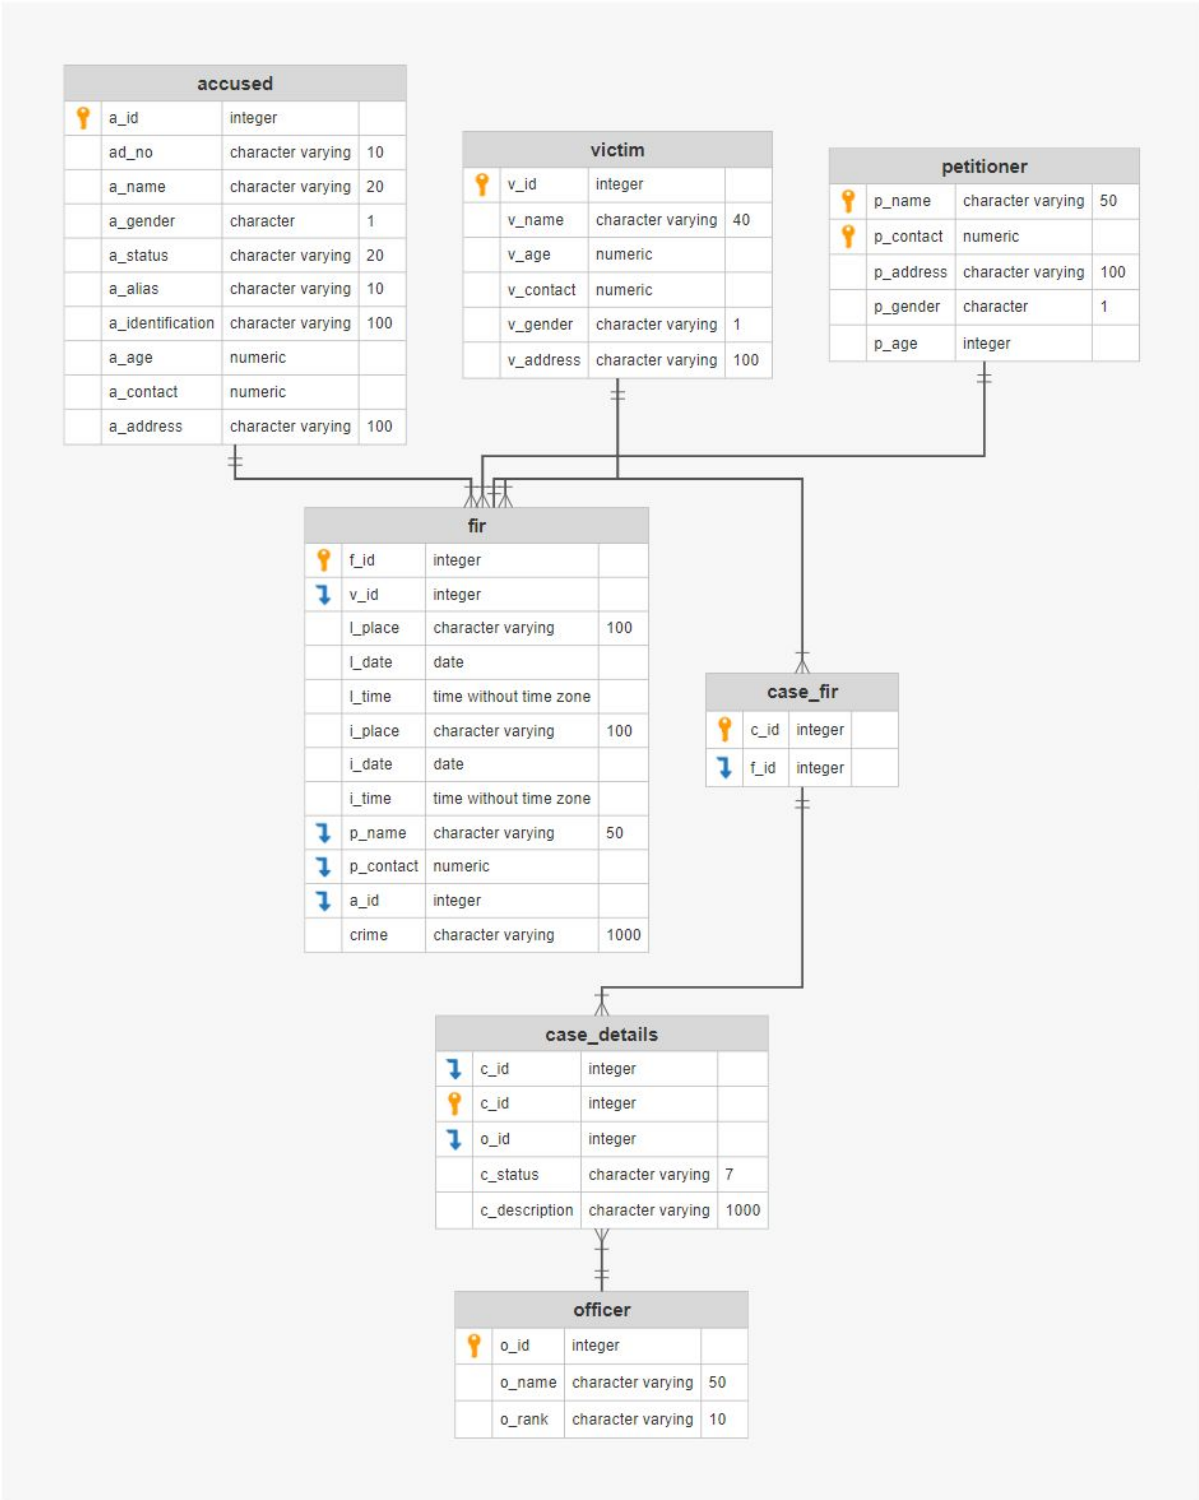 accused
a_id integer
ad_no character varying 10
a_name character varying 20
a_gender character 1
a_status character varying 20
a_alias character varying 10
a_identification character varying 100
a_age numeric
a_contact numeric
a_address character varying 100
victim
v_id integer
v_name character varying 40
v_age numeric
v_contact numeric
v_gender character varying 1
v_address character varying 100
petitioner
p_name character varying 50
p_contact numeric
p_address character varying 100
p_gender character 1
p_age integer
fir
f_id integer
v_id integer
l_place character varying 100
l_date date
l_time time without time zone
i_place character varying 100
i_date date
i_time time without time zone
p_name character varying 50
p_contact numeric
a_id integer
crime character varying 1000
case_fir
c_id integer
f_id integer
case_details
c_id integer
c_id integer
o_id integer
c_status character varying 7
c_description character varying 1000
officer
o_id integer
o_name character varying 50
o_rank character varying 10